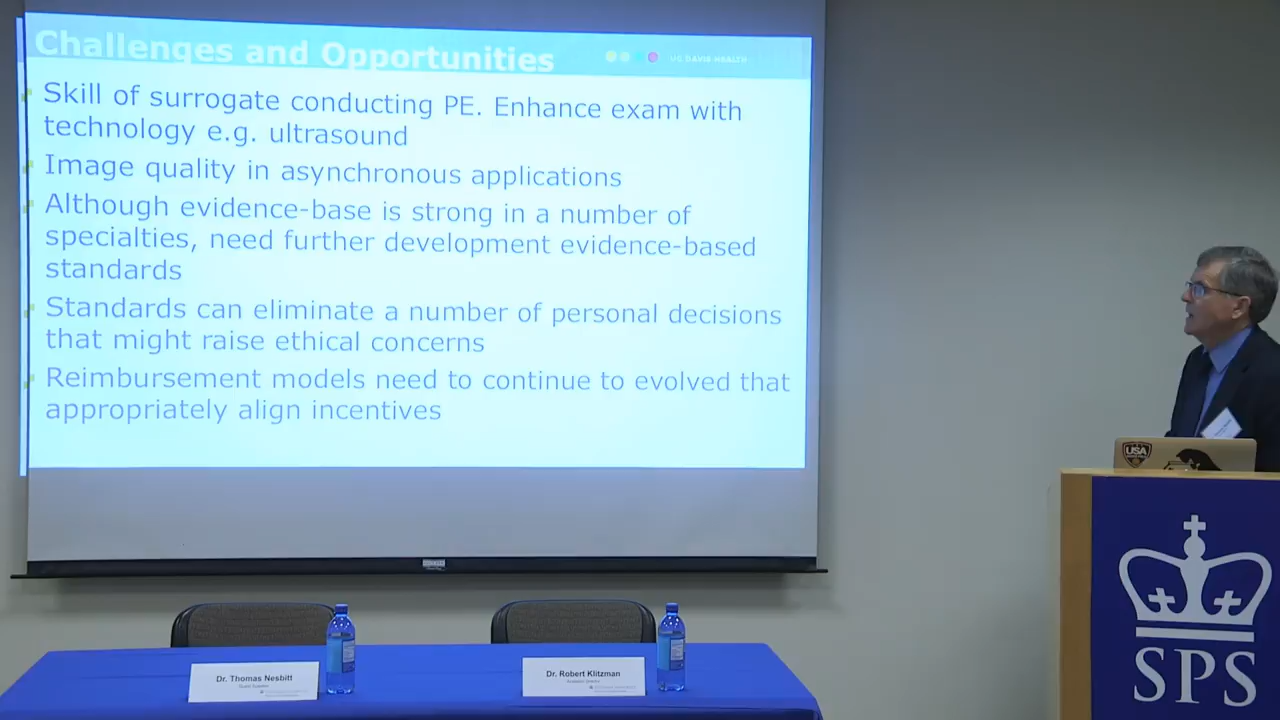 Challenges and Opportunities
UC DAVIS HEALTH
Skill of surrogate conducting PE. Enhance exam with
technology e.g. ultrasound
Image quality in asynchronous applications
Although evidence-base is strong in a number of
specialties, need further development evidence-based
standards
Standards can eliminate a number of personal decisions
that might raise ethical concerns
Reimbursement models need to continue to evolved that
appropriately align incentives
USA
SPS
Dr. Thomas Nesbitt
Dr. Robert Klitzman